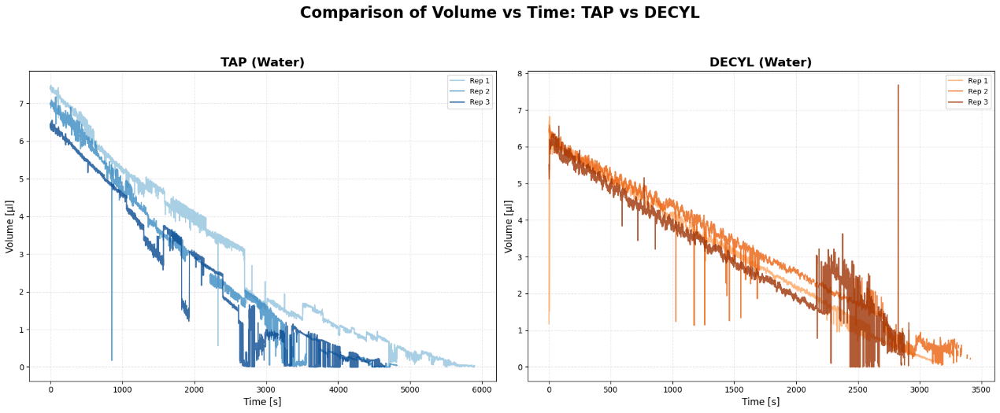 Comparison of Volume vs Time: TAP vs DECYL
TAP (Water)
Rep 1
Rep 2
Rep 3
7
6
5
4
3
2
1
0
Volume [µl]
0 1000 2000 3000 4000 5000 6000
Time [s]
DECYL (Water)
Rep 1
Rep 2
Rep 3
8
7
6
5
4
3
2
1
0
Volume [µl]
0 500 1000 1500 2000 2500 3000 3500
Time [s]